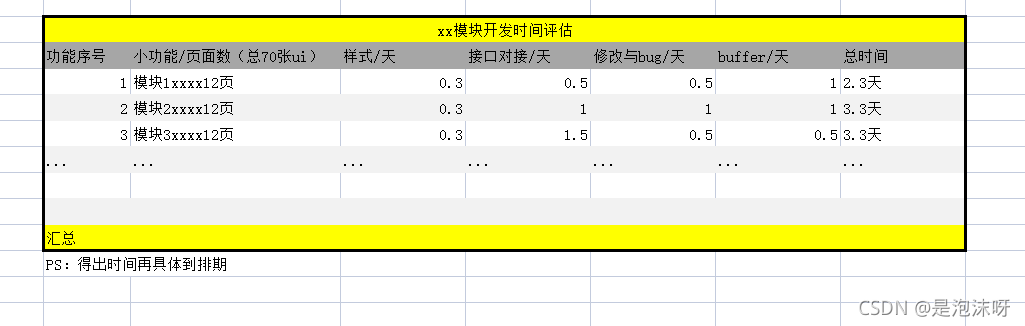 xx模块开发时间评估
功能序号 小功能/页面数（总70张ui） 样式/天 接口对接/天 修改与bug/天 buffer/天 总时间
1 模块1xxxx12页 0.3 0.5 0.5 1 2.3天
2 模块2xxxx12页 0.3 1 1 1 3.3天
3 模块3xxxx12页 0.3 1.5 0.5 0.5 3.3天
... ... ... ... ... ... ...
汇总
PS：得出时间再具体到排期
CSDN @是泡沫呀